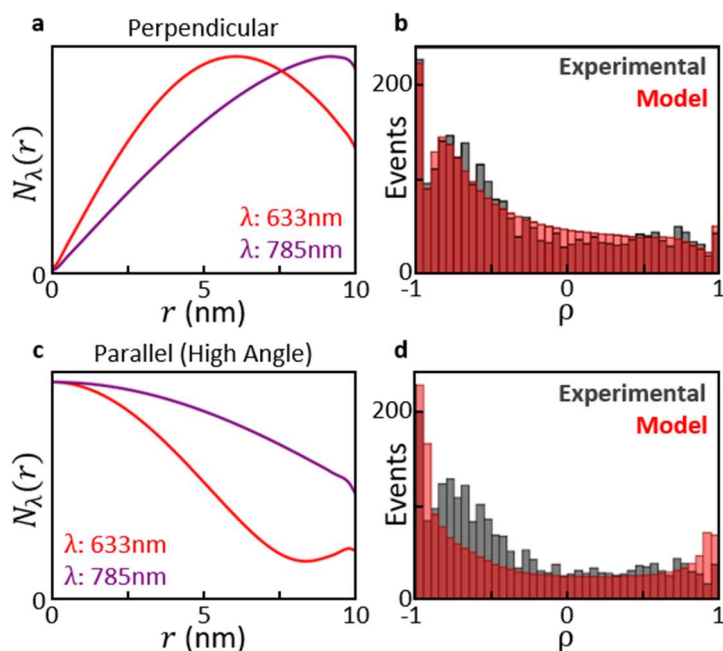 a Perpendicular
N_λ(r)
0
λ: 633nm
λ: 785nm
0 5 10
r (nm)
b
Experimental
Model
Events
200
0
-1 0 1
ρ
c Parallel (High Angle)
N_λ(r)
0
λ: 633nm
λ: 785nm
0 5 10
r (nm)
d
Experimental
Model
Events
200
0
-1 0 1
ρ